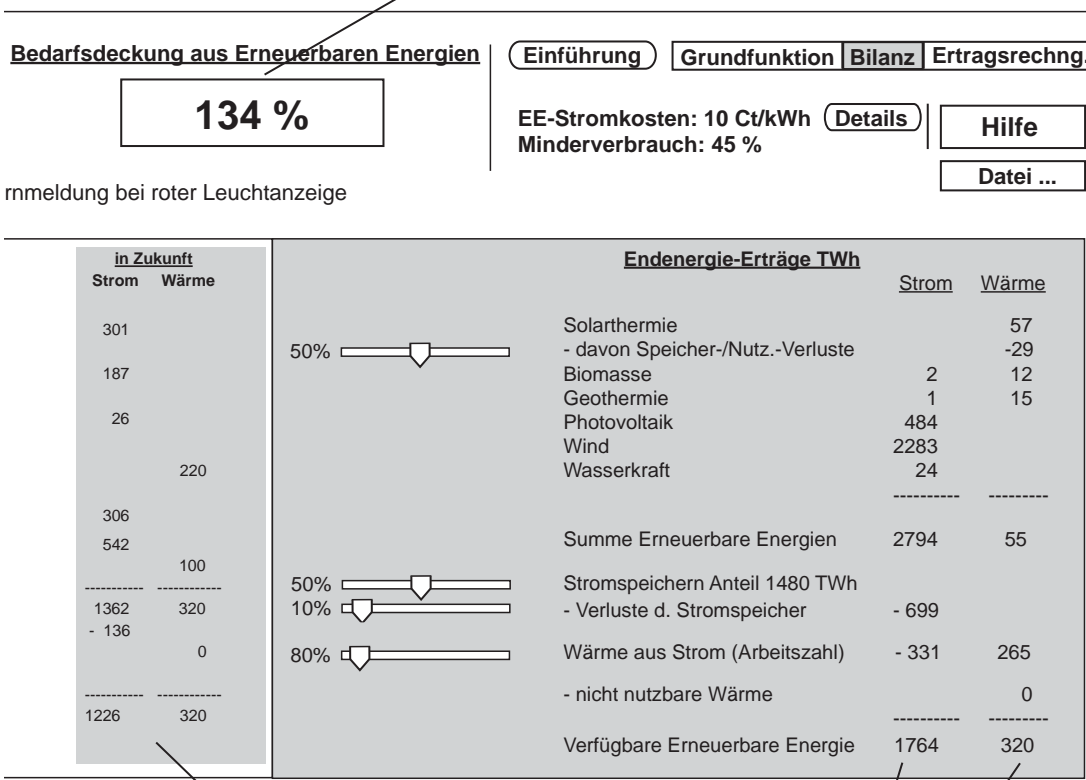 Bedarfsdeckung aus Erneuerbaren Energien
134 %
Einführung Grundfunktion Bilanz Ertragsrechng.
EE-Stromkosten: 10 Ct/kWh Details
Minderverbrauch: 45 %
Hilfe
Datei ...
rnmeldung bei roter Leuchtanzeige
in Zukunft
Strom Wärme
301
187
26
220
306
542
100
----------- ------------
1362 320
- 136
0
----------- ------------
1226 320
Endenergie-Erträge TWh
Strom Wärme
Solarthermie 57
50% - davon Speicher-/Nutz.-Verluste -29
Biomasse 2 12
Geothermie 1 15
Photovoltaik 484
Wind 2283
Wasserkraft 24
---------- ---------
Summe Erneuerbare Energien 2794 55
50% Stromspeichern Anteil 1480 TWh
10% - Verluste d. Stromspeicher - 699
80% Wärme aus Strom (Arbeitszahl) - 331 265
- nicht nutzbare Wärme 0
---------- ---------
Verfügbare Erneuerbare Energie 1764 320